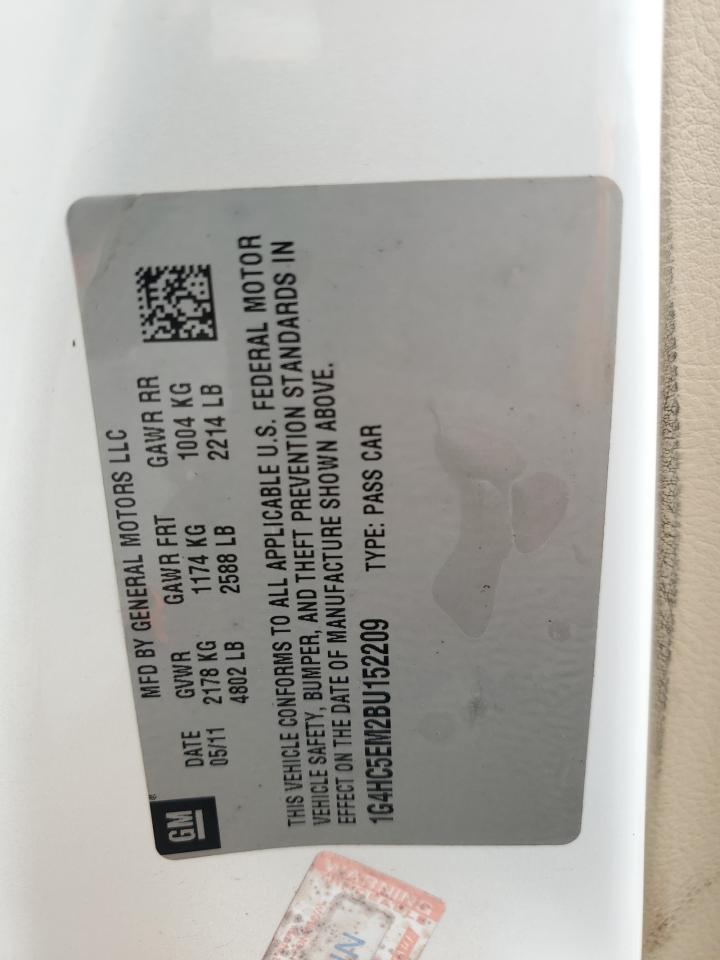 GM
MFD BY GENERAL MOTORS LLC
DATE GVWR GAWR FRT GAWR RR
05/11 2178 KG 1174 KG 1004 KG
4802 LB 2588 LB 2214 LB
THIS VEHICLE CONFORMS TO ALL APPLICABLE U.S. FEDERAL MOTOR
VEHICLE SAFETY, BUMPER, AND THEFT PREVENTION STANDARDS IN
EFFECT ON THE DATE OF MANUFACTURE SHOWN ABOVE.
1G4HC5EM2BU152209 TYPE: PASS CAR